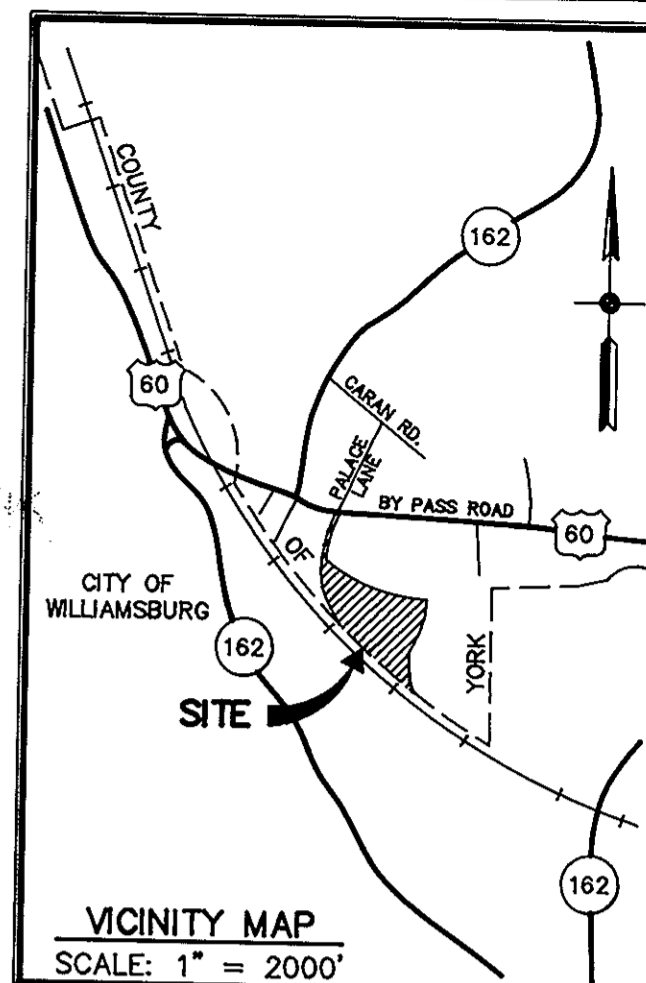 COUNTY
162
60
CARAN RD.
PALACE
LANE
BY PASS ROAD
60
OF
CITY OF
WILLIAMSBURG
162
YORK
SITE
162
VICINITY MAP
SCALE: 1" = 2000'